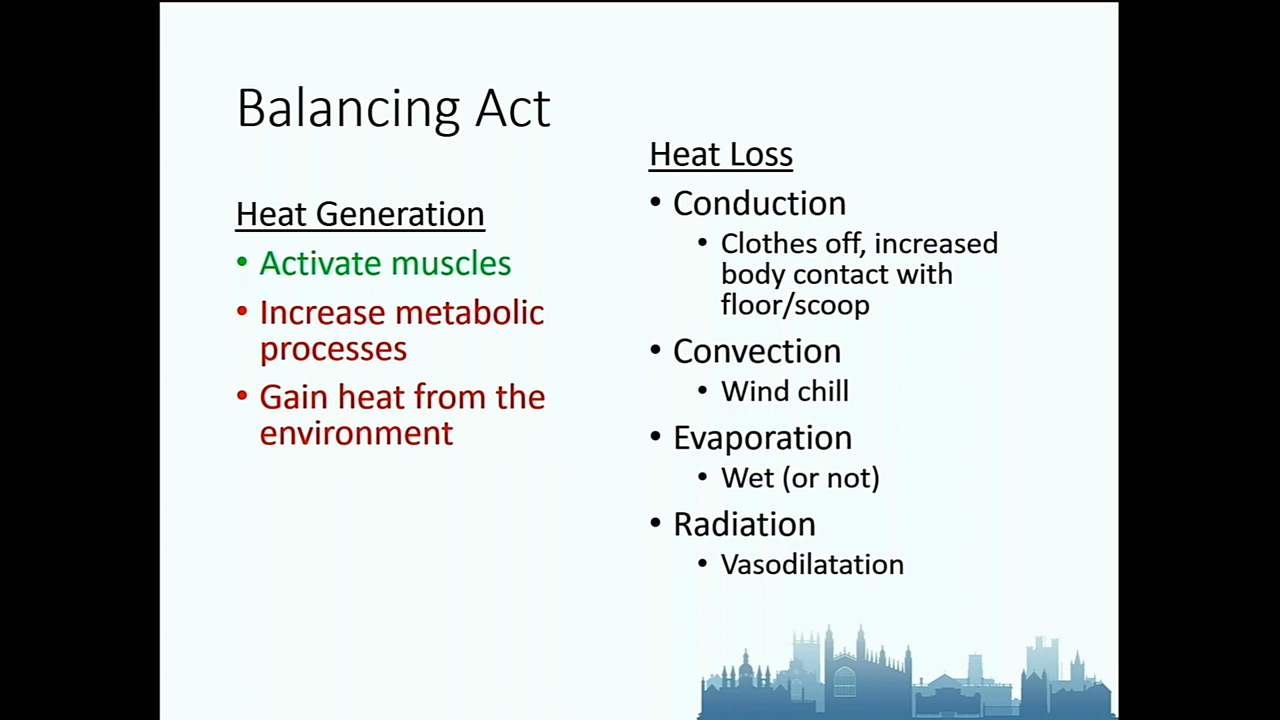 Balancing Act
Heat Generation
• Activate muscles
• Increase metabolic
processes
• Gain heat from the
environment
Heat Loss
• Conduction
• Clothes off, increased
body contact with
floor/scoop
• Convection
• Wind chill
• Evaporation
• Wet (or not)
• Radiation
• Vasodilatation